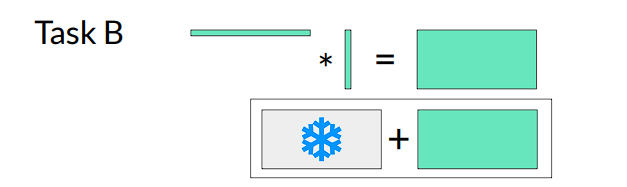 Task B
* =
+